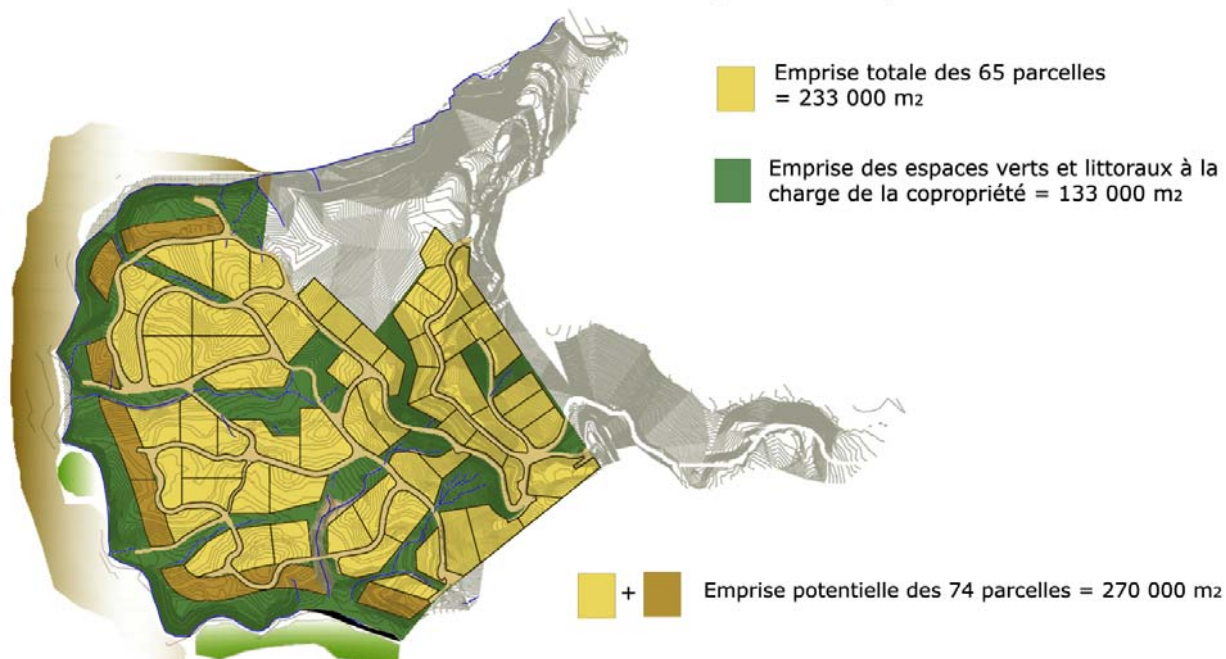 Emprise totale des 65 parcelles
= 233 000 m2
Emprise des espaces verts et littoraux à la
charge de la copropriété = 133 000 m2
+
Emprise potentielle des 74 parcelles = 270 000 m2